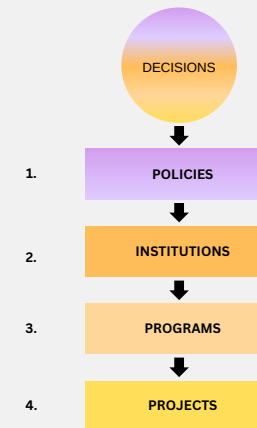 DECISIONS
1. POLICIES
2. INSTITUTIONS
3. PROGRAMS
4. PROJECTS